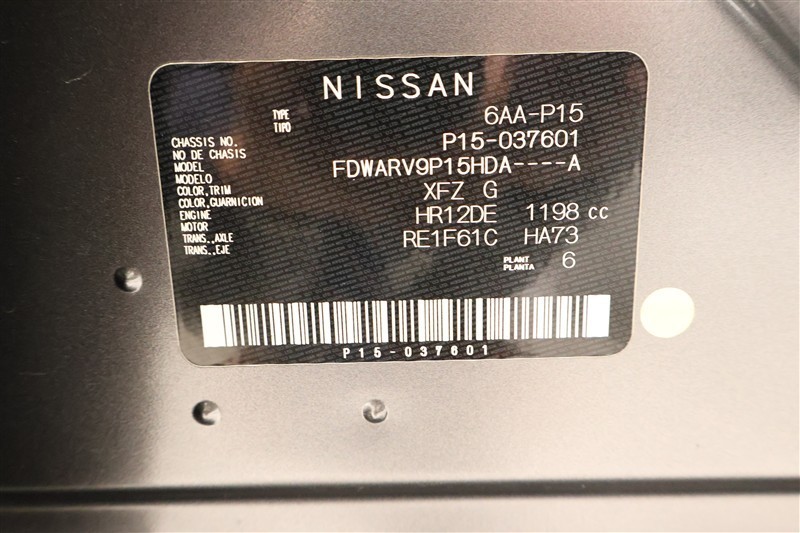 NISSAN
TYPE 6AA-P15
TIPO
CHASSIS NO. P15-037601
NO DE CHASIS
MODEL FDWARV9P15HDA----A
MODELO
COLOR,TRIM XFZ G
COLOR,GUARNICION
ENGINE HR12DE 1198 cc
MOTOR
TRANS.,AXLE RE1F61C HA73
TRANS.,EJE
PLANT 6
PLANTA
P15-037601